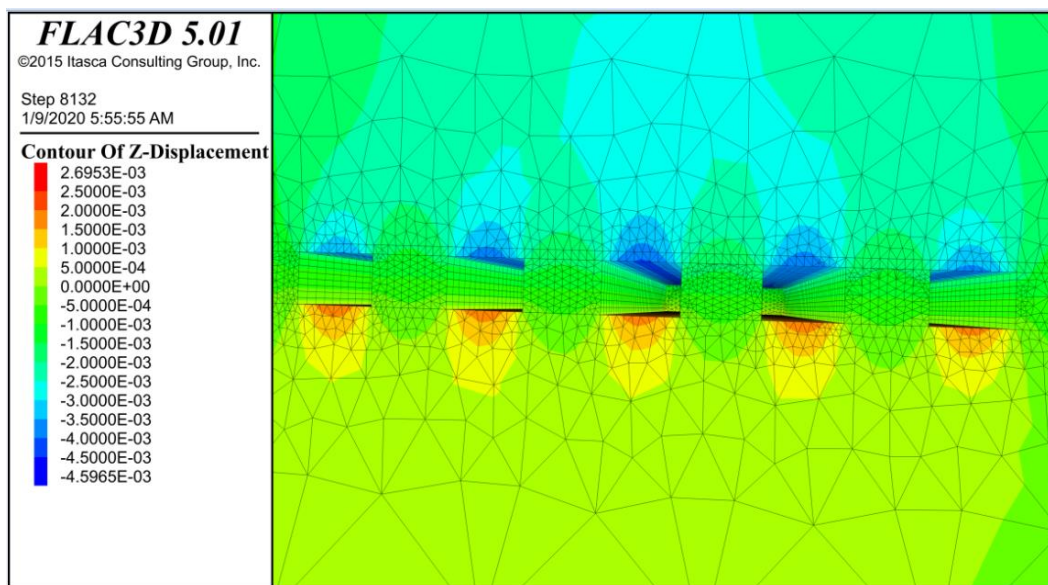 FLAC3D 5.01
©2015 Itasca Consulting Group, Inc.
Step 8132
1/9/2020 5:55:55 AM
Contour Of Z-Displacement
2.6953E-03
2.5000E-03
2.0000E-03
1.5000E-03
1.0000E-03
5.0000E-04
0.0000E+00
-5.0000E-04
-1.0000E-03
-1.5000E-03
-2.0000E-03
-2.5000E-03
-3.0000E-03
-3.5000E-03
-4.0000E-03
-4.5000E-03
-4.5965E-03